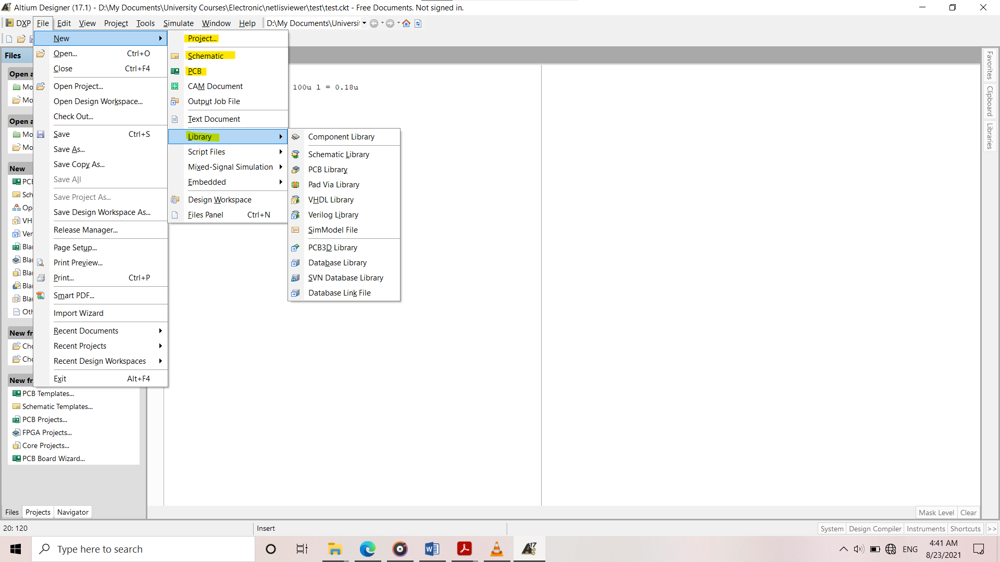 Altium Designer (17.1) - D:\My Documents\University Courses\Electronic\netlisviewer\test\test.ckt - Free Documents. Not signed in.
DXP File Edit View Project Tools Simulate Window Help D:\My Documents\Universit
Files
Open a
Mo
Mo
Open a
Mo
Mo
New
PCB
Sch
Ope
VH
Ver
Blar
Blar
Blar
Blar
Blar
Oth
New fr
Cho
Cho
New fr
PCB Templates...
Schematic Templates...
PCB Projects...
FPGA Projects...
Core Projects...
PCB Board Wizard...
Files Projects Navigator
New
Open... Ctrl+O
Close Ctrl+F4
Open Project...
Open Design Workspace...
Check Out...
Save Ctrl+S
Save As...
Save Copy As...
Save All
Save Project As...
Save Design Workspace As...
Release Manager...
Page Setup...
Print Preview...
Print... Ctrl+P
Smart PDF...
Import Wizard
Recent Documents
Recent Projects
Recent Design Workspaces
Exit Alt+F4
Project...
Schematic
PCB
CAM Document
Output Job File
Text Document
Library
Script Files
Mixed-Signal Simulation
Embedded
Design Workspace
Files Panel Ctrl+N
Component Library
Schematic Library
PCB Library
Pad Via Library
VHDL Library
Verilog Library
SimModel File
PCB3D Library
Database Library
SVN Database Library
Database Link File
100u l = 0.18u
Favorites
Clipboard
Libraries
Mask Level Clear
20: 120 Insert
System Design Compiler Instruments Shortcuts >>
Type here to search
ENG
4:41 AM
8/23/2021